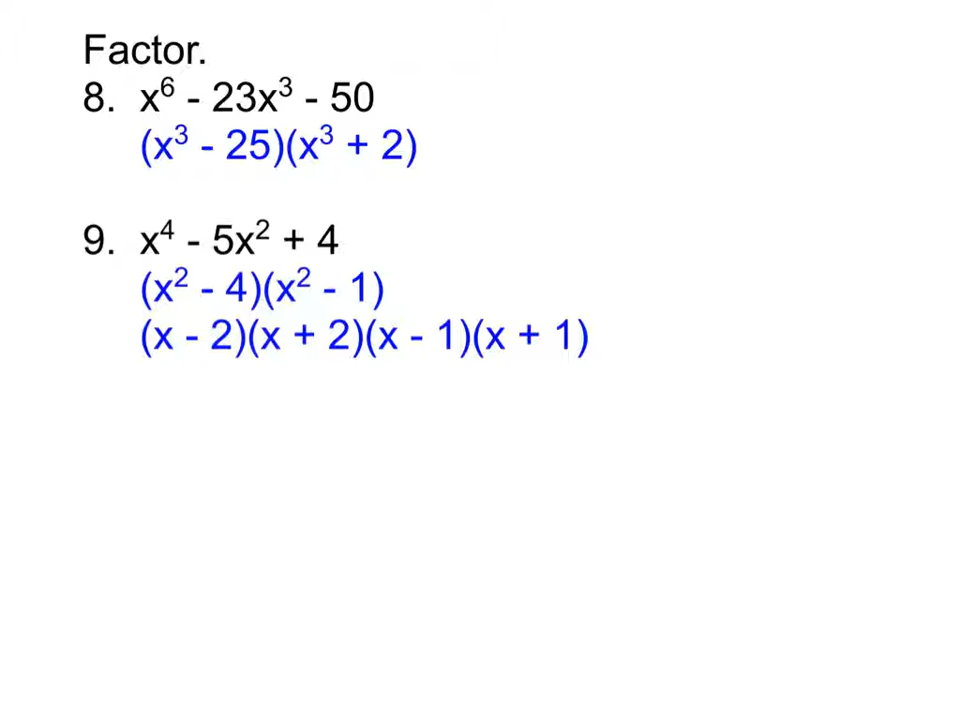 Factor.
8. x⁶ - 23x³ - 50
(x³ - 25)(x³ + 2)
9. x⁴ - 5x² + 4
(x² - 4)(x² - 1)
(x - 2)(x + 2)(x - 1)(x + 1)